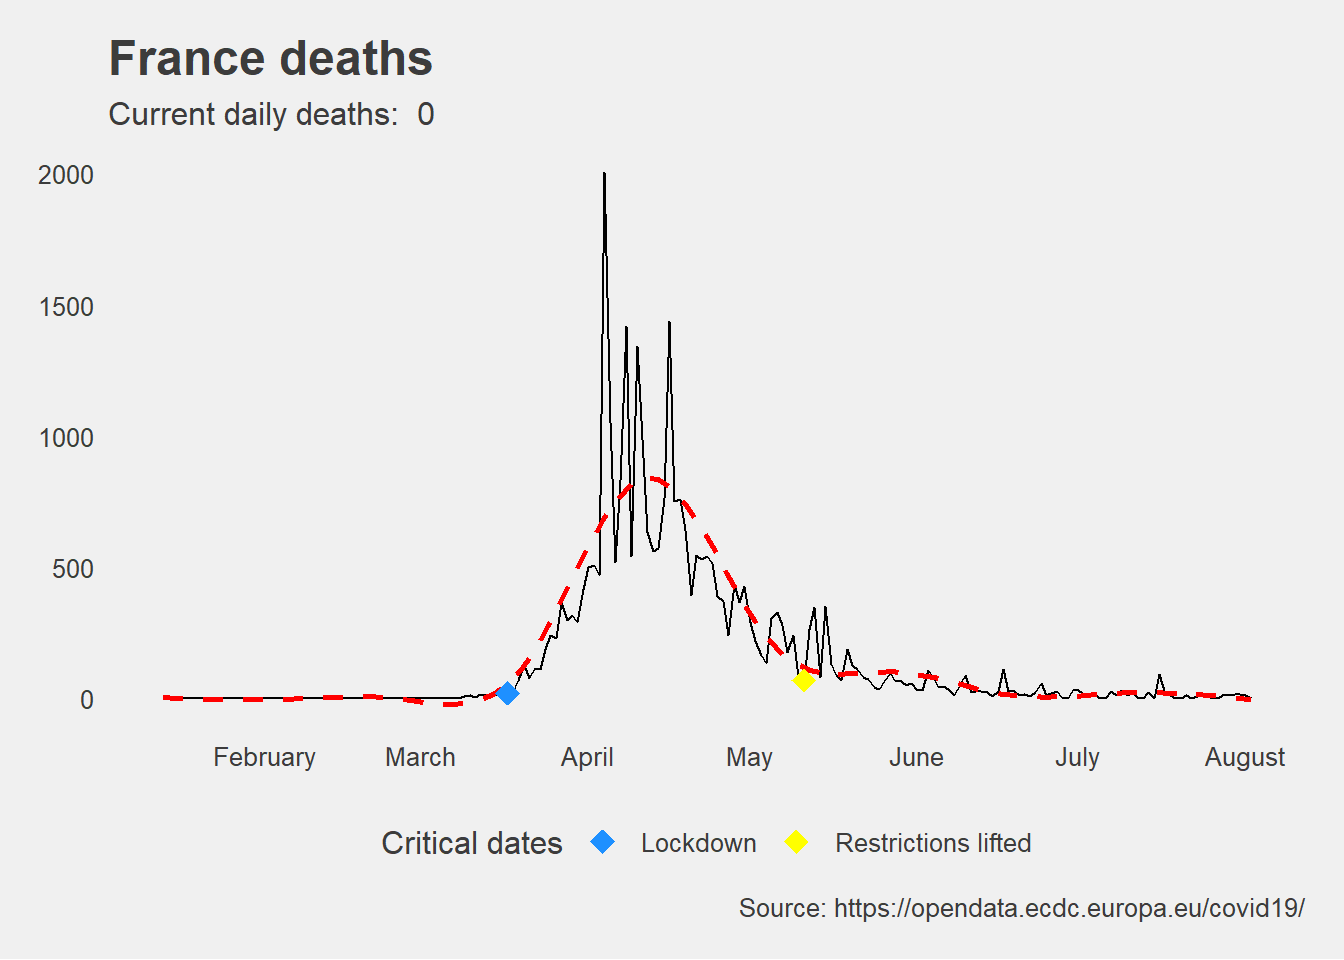 France deaths
Current daily deaths:  0
2000
1500
1000
500
0
February March April May June July August
Critical dates Lockdown Restrictions lifted
Source: https://opendata.ecdc.europa.eu/covid19/